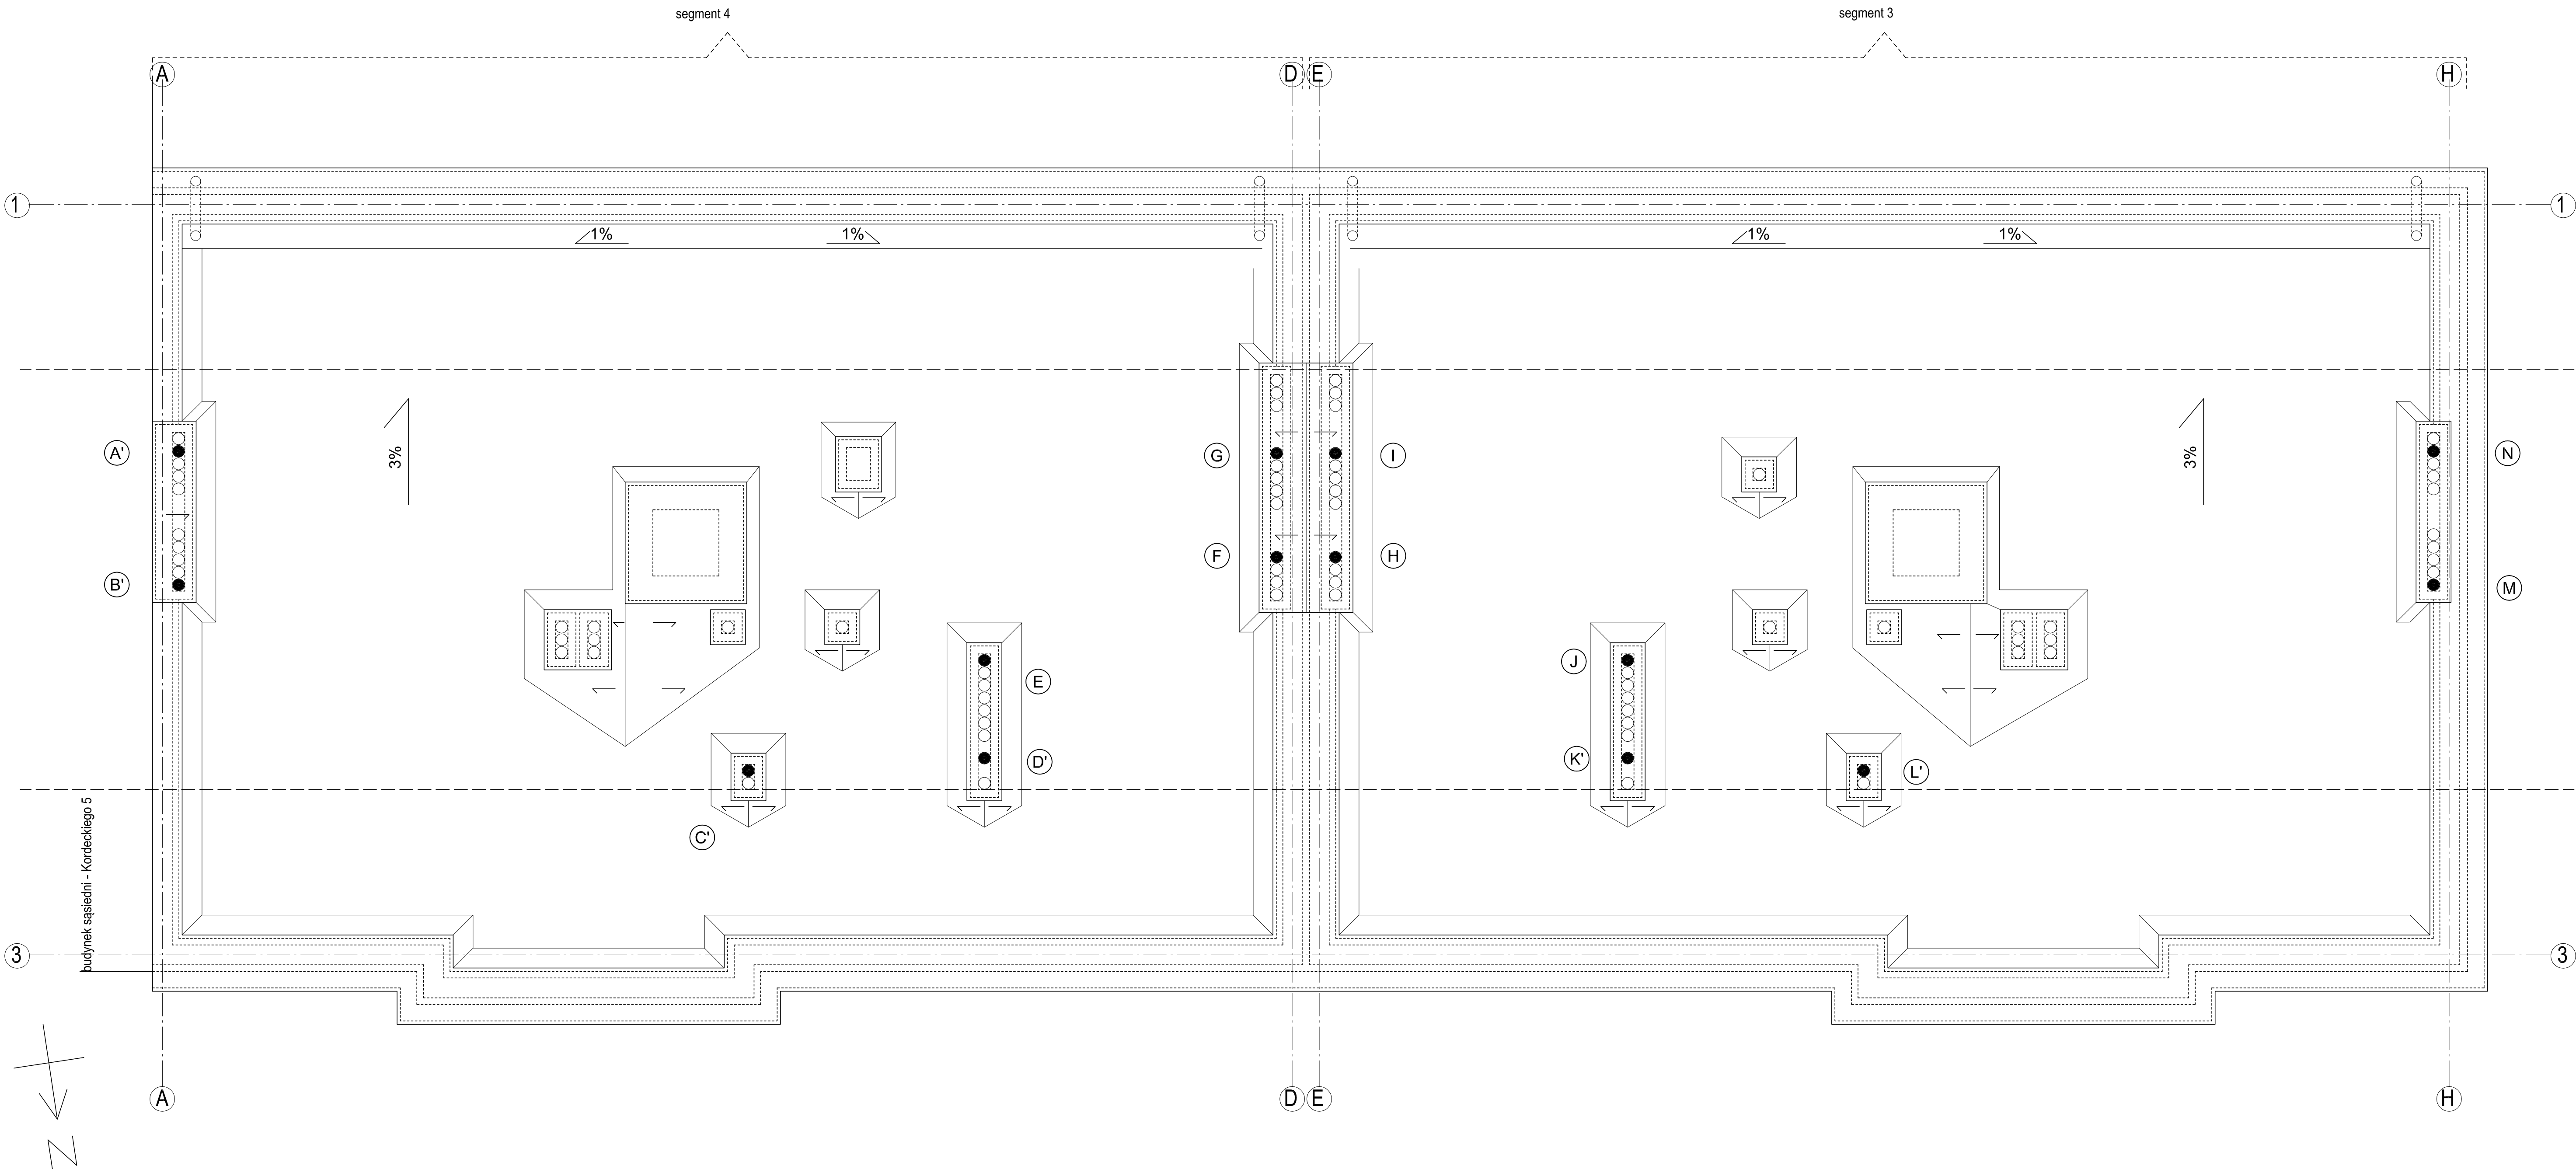 segment 4
segment 3
A
D
E
H
1
1
1%
1%
1%
1%
3%
3%
A'
G
I
N
B'
F
H
M
E
J
D'
K'
L'
C'
budynek sąsiedni - Kordeckiego 5
3
3
A
D
E
H
N